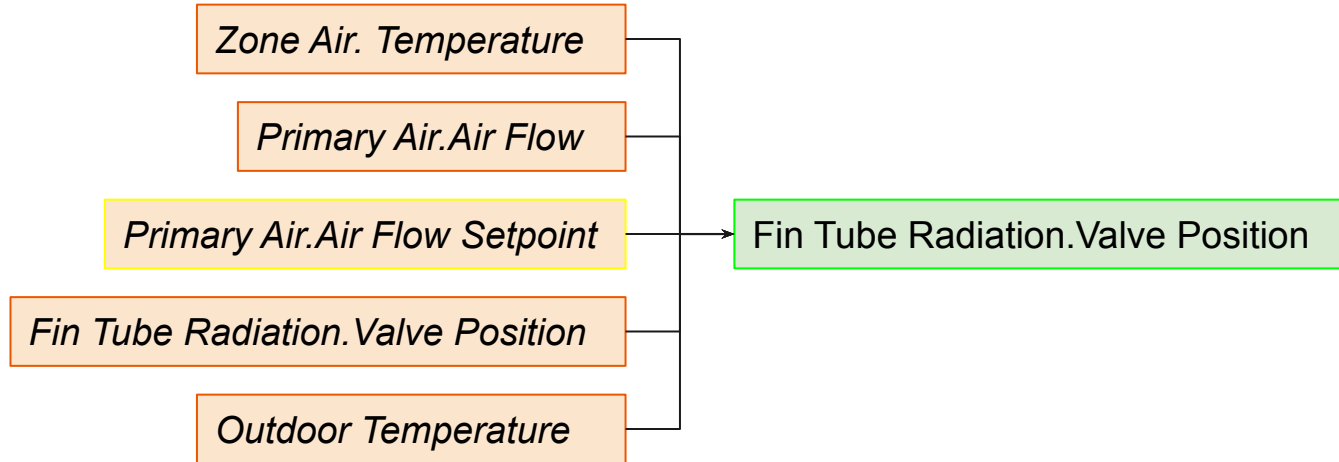 Zone Air. Temperature
Primary Air.Air Flow
Primary Air.Air Flow Setpoint
Fin Tube Radiation.Valve Position
Fin Tube Radiation.Valve Position
Outdoor Temperature